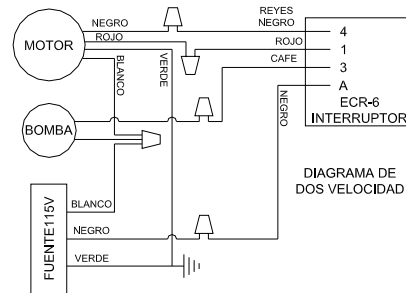 NEGRO
REYES
NEGRO
4
MOTOR
ROJO
ROJO
1
BLANCO
VERDE
CAFE
3
NEGRO
A
ECR-6
INTERRUPTOR
BOMBA
DIAGRAMA DE
DOS VELOCIDAD
FUENTE115V
BLANCO
NEGRO
VERDE